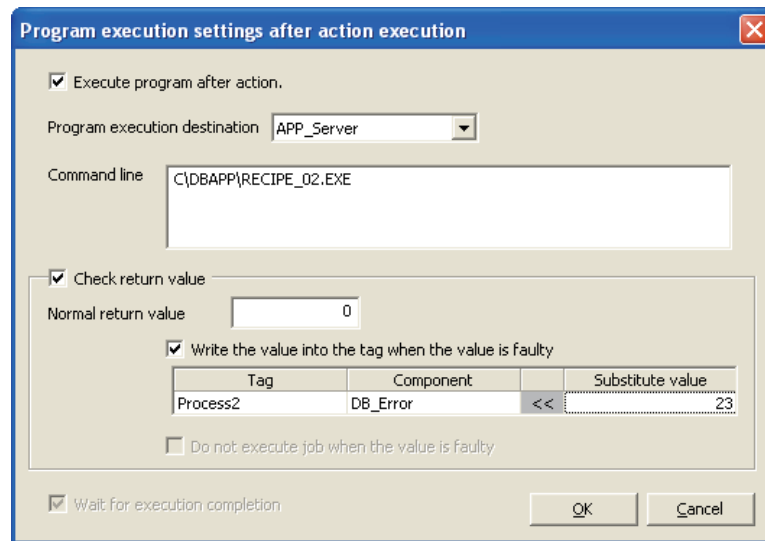 Program execution settings after action execution
Execute program after action.
Program execution destination APP_Server
Command line C\DBAPP\RECIPE_02.EXE
Check return value
Normal return value 0
Write the value into the tag when the value is faulty
Tag Component Substitute value
Process2 DB_Error << 23
Do not execute job when the value is faulty
Wait for execution completion OK Cancel